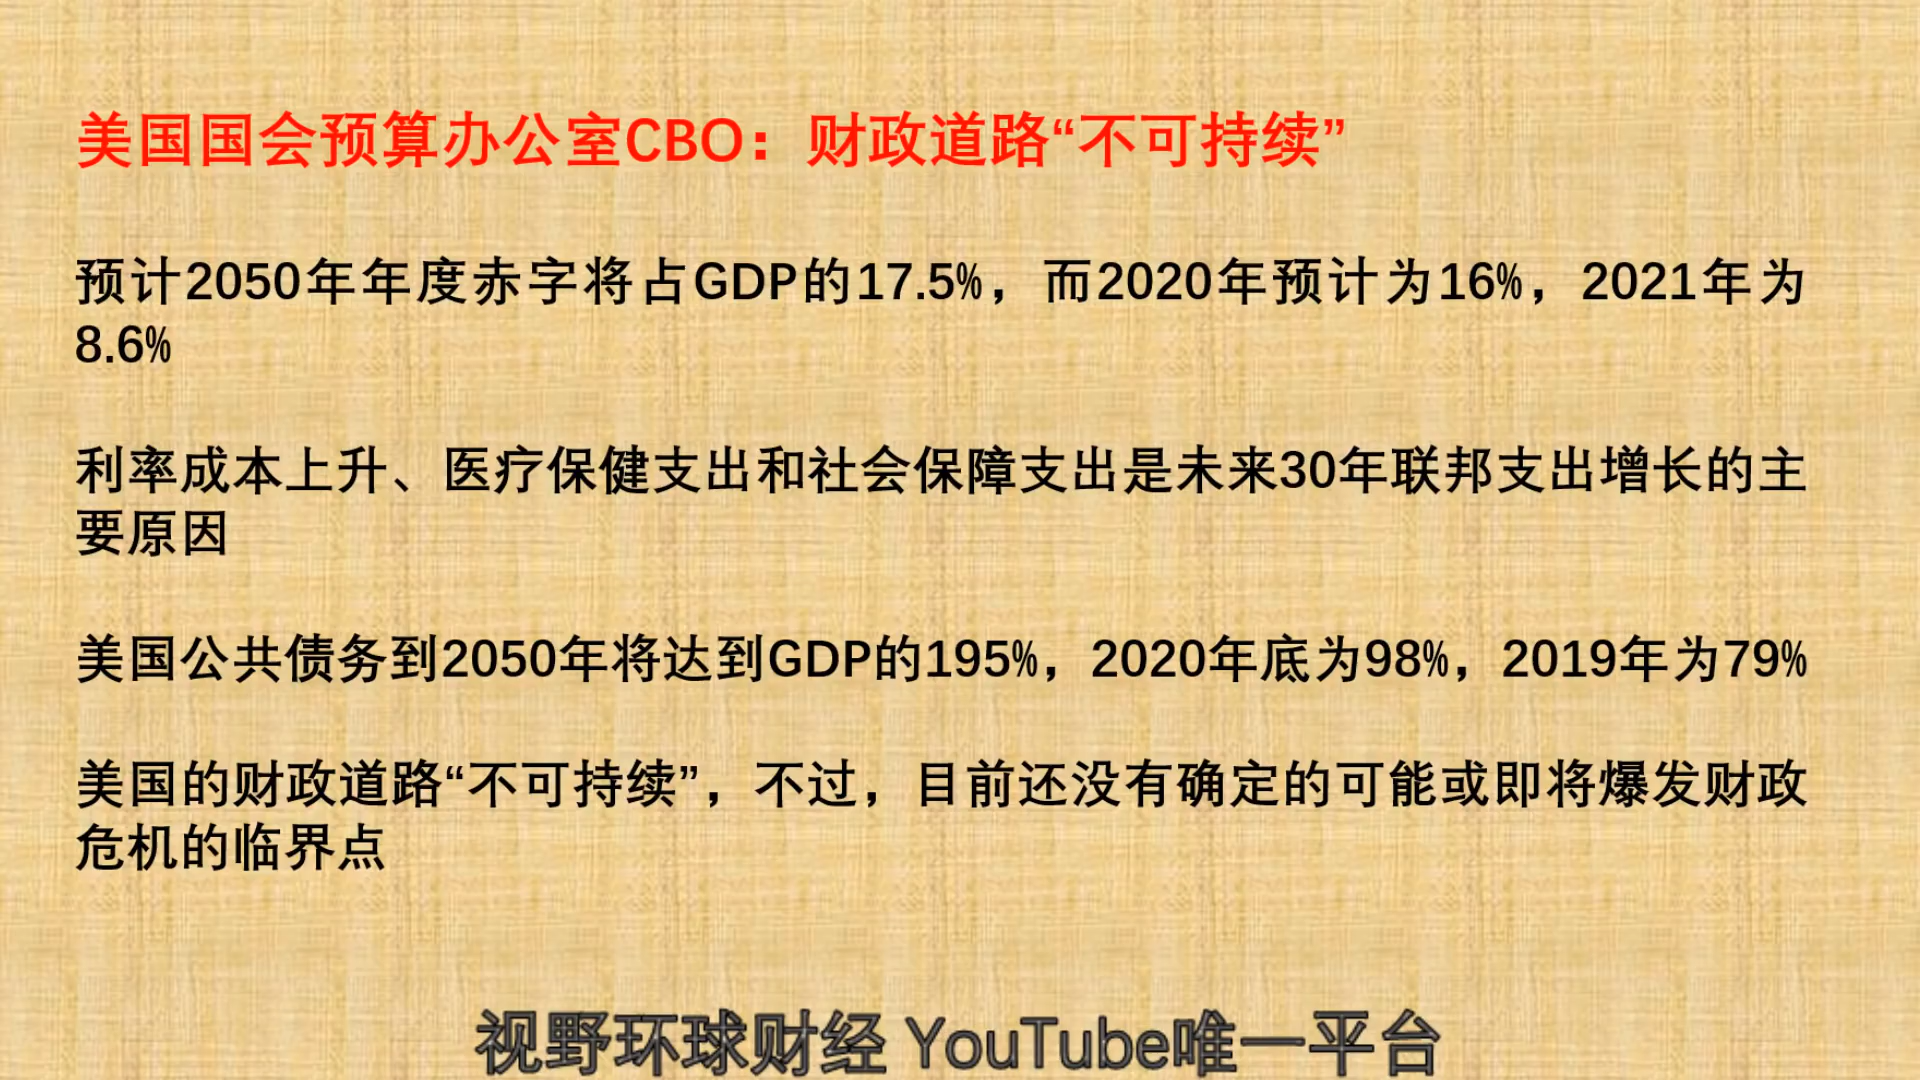 美国国会预算办公室CBO：财政道路“不可持续”
预计2050年年度赤字将占GDP的17.5%，而2020年预计为16%，2021年为
8.6%
利率成本上升、医疗保健支出和社会保障支出是未来30年联邦支出增长的主
要原因
美国公共债务到2050年将达到GDP的195%，2020年底为98%，2019年为79%
美国的财政道路“不可持续”，不过，目前还没有确定的可能或即将爆发财政
危机的临界点
视野环球财经 YouTube唯一平台